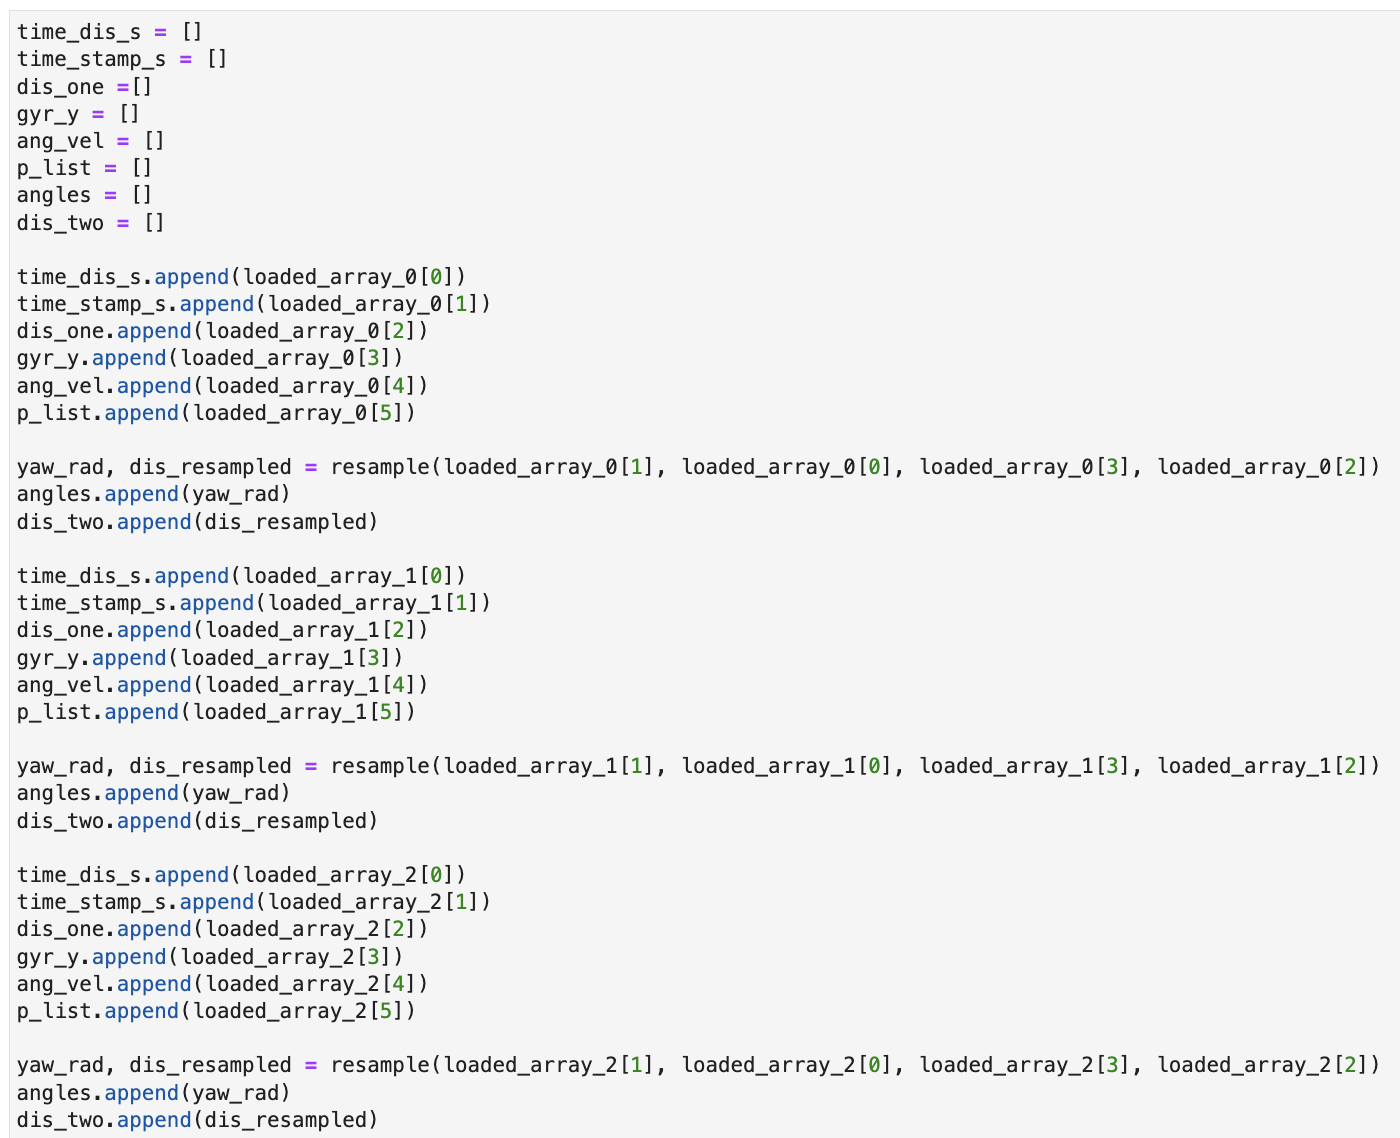 time_dis_s = []
time_stamp_s = []
dis_one =[]
gyr_y = []
ang_vel = []
p_list = []
angles = []
dis_two = []
time_dis_s.append(loaded_array_0[0])
time_stamp_s.append(loaded_array_0[1])
dis_one.append(loaded_array_0[2])
gyr_y.append(loaded_array_0[3])
ang_vel.append(loaded_array_0[4])
p_list.append(loaded_array_0[5])
yaw_rad, dis_resampled = resample(loaded_array_0[1], loaded_array_0[0], loaded_array_0[3], loaded_array_0[2])
angles.append(yaw_rad)
dis_two.append(dis_resampled)
time_dis_s.append(loaded_array_1[0])
time_stamp_s.append(loaded_array_1[1])
dis_one.append(loaded_array_1[2])
gyr_y.append(loaded_array_1[3])
ang_vel.append(loaded_array_1[4])
p_list.append(loaded_array_1[5])
yaw_rad, dis_resampled = resample(loaded_array_1[1], loaded_array_1[0], loaded_array_1[3], loaded_array_1[2])
angles.append(yaw_rad)
dis_two.append(dis_resampled)
time_dis_s.append(loaded_array_2[0])
time_stamp_s.append(loaded_array_2[1])
dis_one.append(loaded_array_2[2])
gyr_y.append(loaded_array_2[3])
ang_vel.append(loaded_array_2[4])
p_list.append(loaded_array_2[5])
yaw_rad, dis_resampled = resample(loaded_array_2[1], loaded_array_2[0], loaded_array_2[3], loaded_array_2[2])
angles.append(yaw_rad)
dis_two.append(dis_resampled)